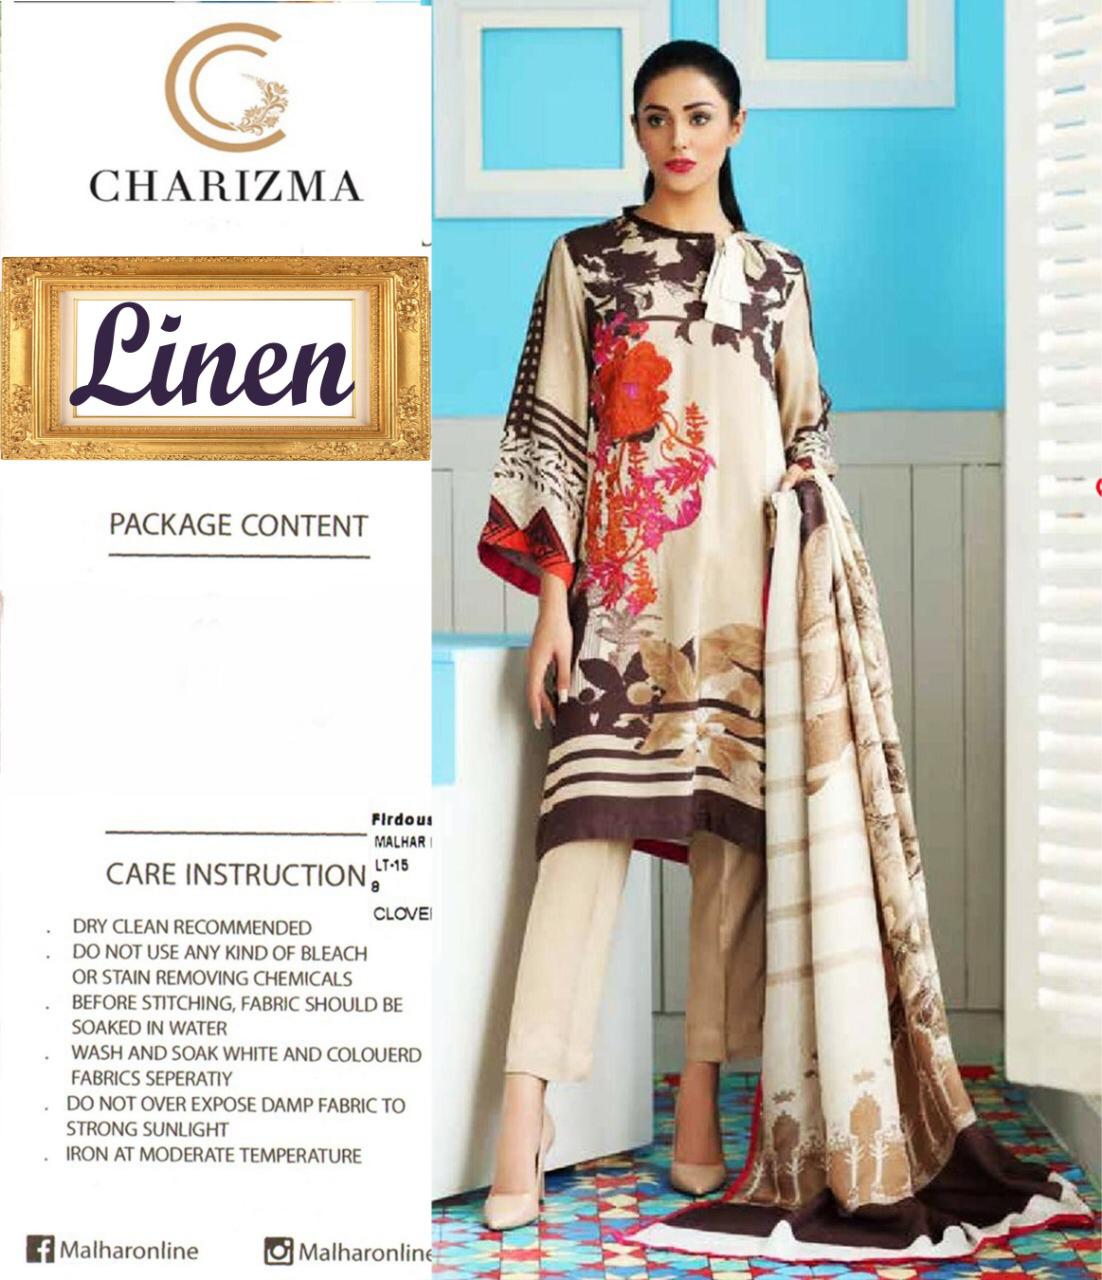 CHARIZMA
Linen
PACKAGE CONTENT
Firdous
MALHAR
LT-15
8
CLOVE
CARE INSTRUCTION
. DRY CLEAN RECOMMENDED
. DO NOT USE ANY KIND OF BLEACH
OR STAIN REMOVING CHEMICALS
. BEFORE STITCHING, FABRIC SHOULD BE
SOAKED IN WATER
. WASH AND SOAK WHITE AND COLOUERD
FABRICS SEPERATIY
. DO NOT OVER EXPOSE DAMP FABRIC TO
STRONG SUNLIGHT
. IRON AT MODERATE TEMPERATURE
Malharonline
Malharonline